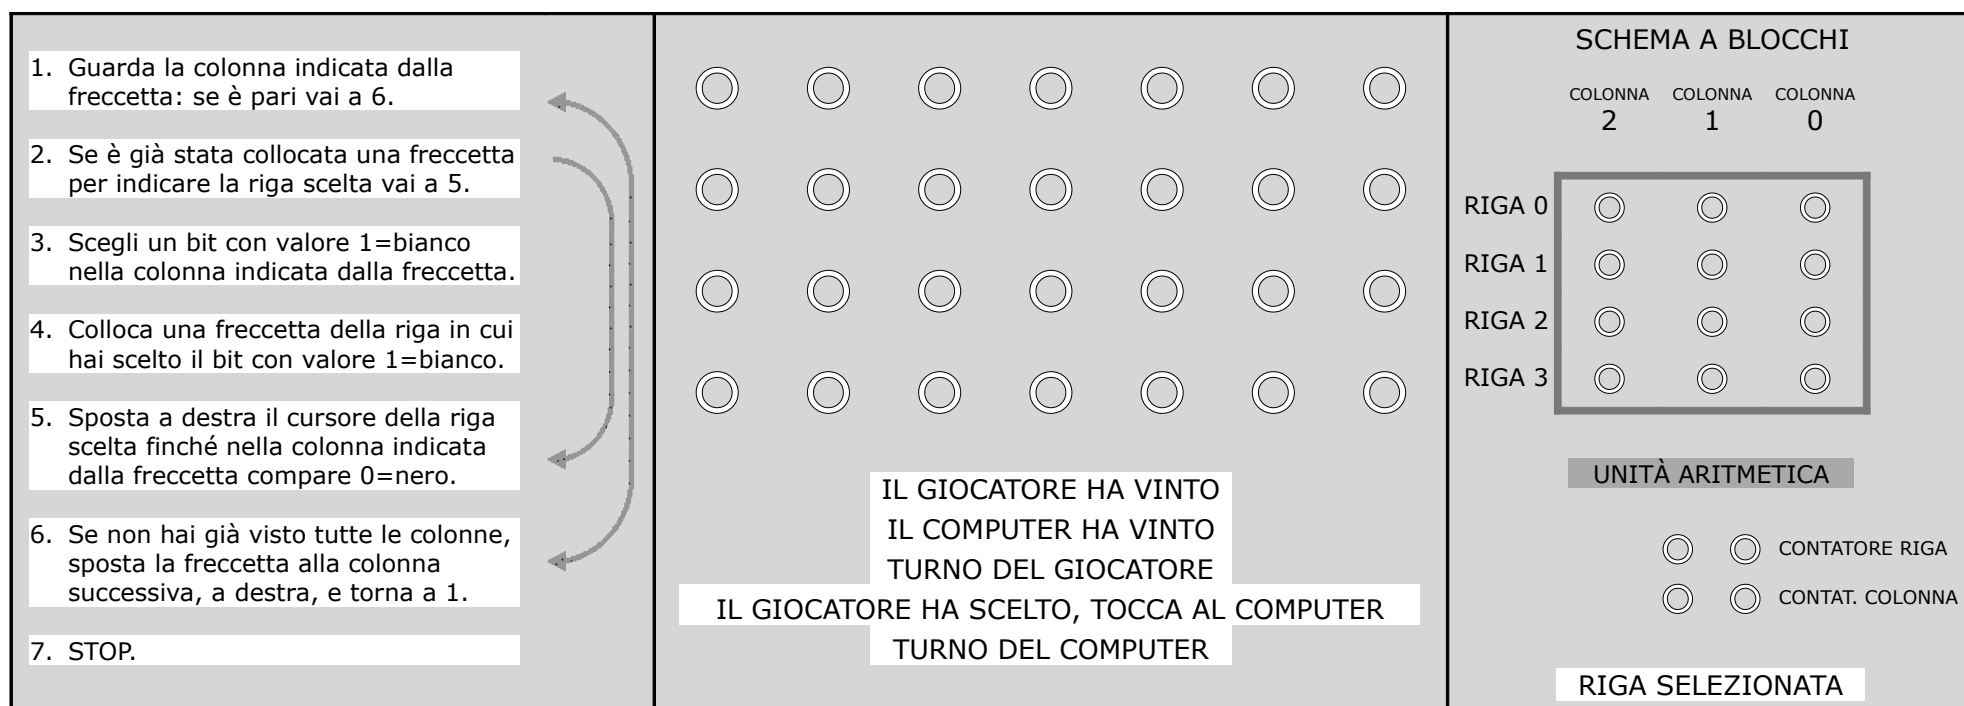 1. Guarda la colonna indicata dalla
freccetta: se è pari vai a 6.
2. Se è già stata collocata una freccetta
per indicare la riga scelta vai a 5.
3. Scegli un bit con valore 1=bianco
nella colonna indicata dalla freccetta.
4. Colloca una freccetta della riga in cui
hai scelto il bit con valore 1=bianco.
5. Sposta a destra il cursore della riga
scelta finché nella colonna indicata
dalla freccetta compare 0=nero.
6. Se non hai già visto tutte le colonne,
sposta la freccetta alla colonna
successiva, a destra, e torna a 1.
7. STOP.
IL GIOCATORE HA VINTO
IL COMPUTER HA VINTO
TURNO DEL GIOCATORE
IL GIOCATORE HA SCELTO, TOCCA AL COMPUTER
TURNO DEL COMPUTER
SCHEMA A BLOCCHI
COLONNA COLONNA COLONNA
2 1 0
RIGA 0
RIGA 1
RIGA 2
RIGA 3
UNITÀ ARITMETICA
CONTATORE RIGA
CONTAT. COLONNA
RIGA SELEZIONATA